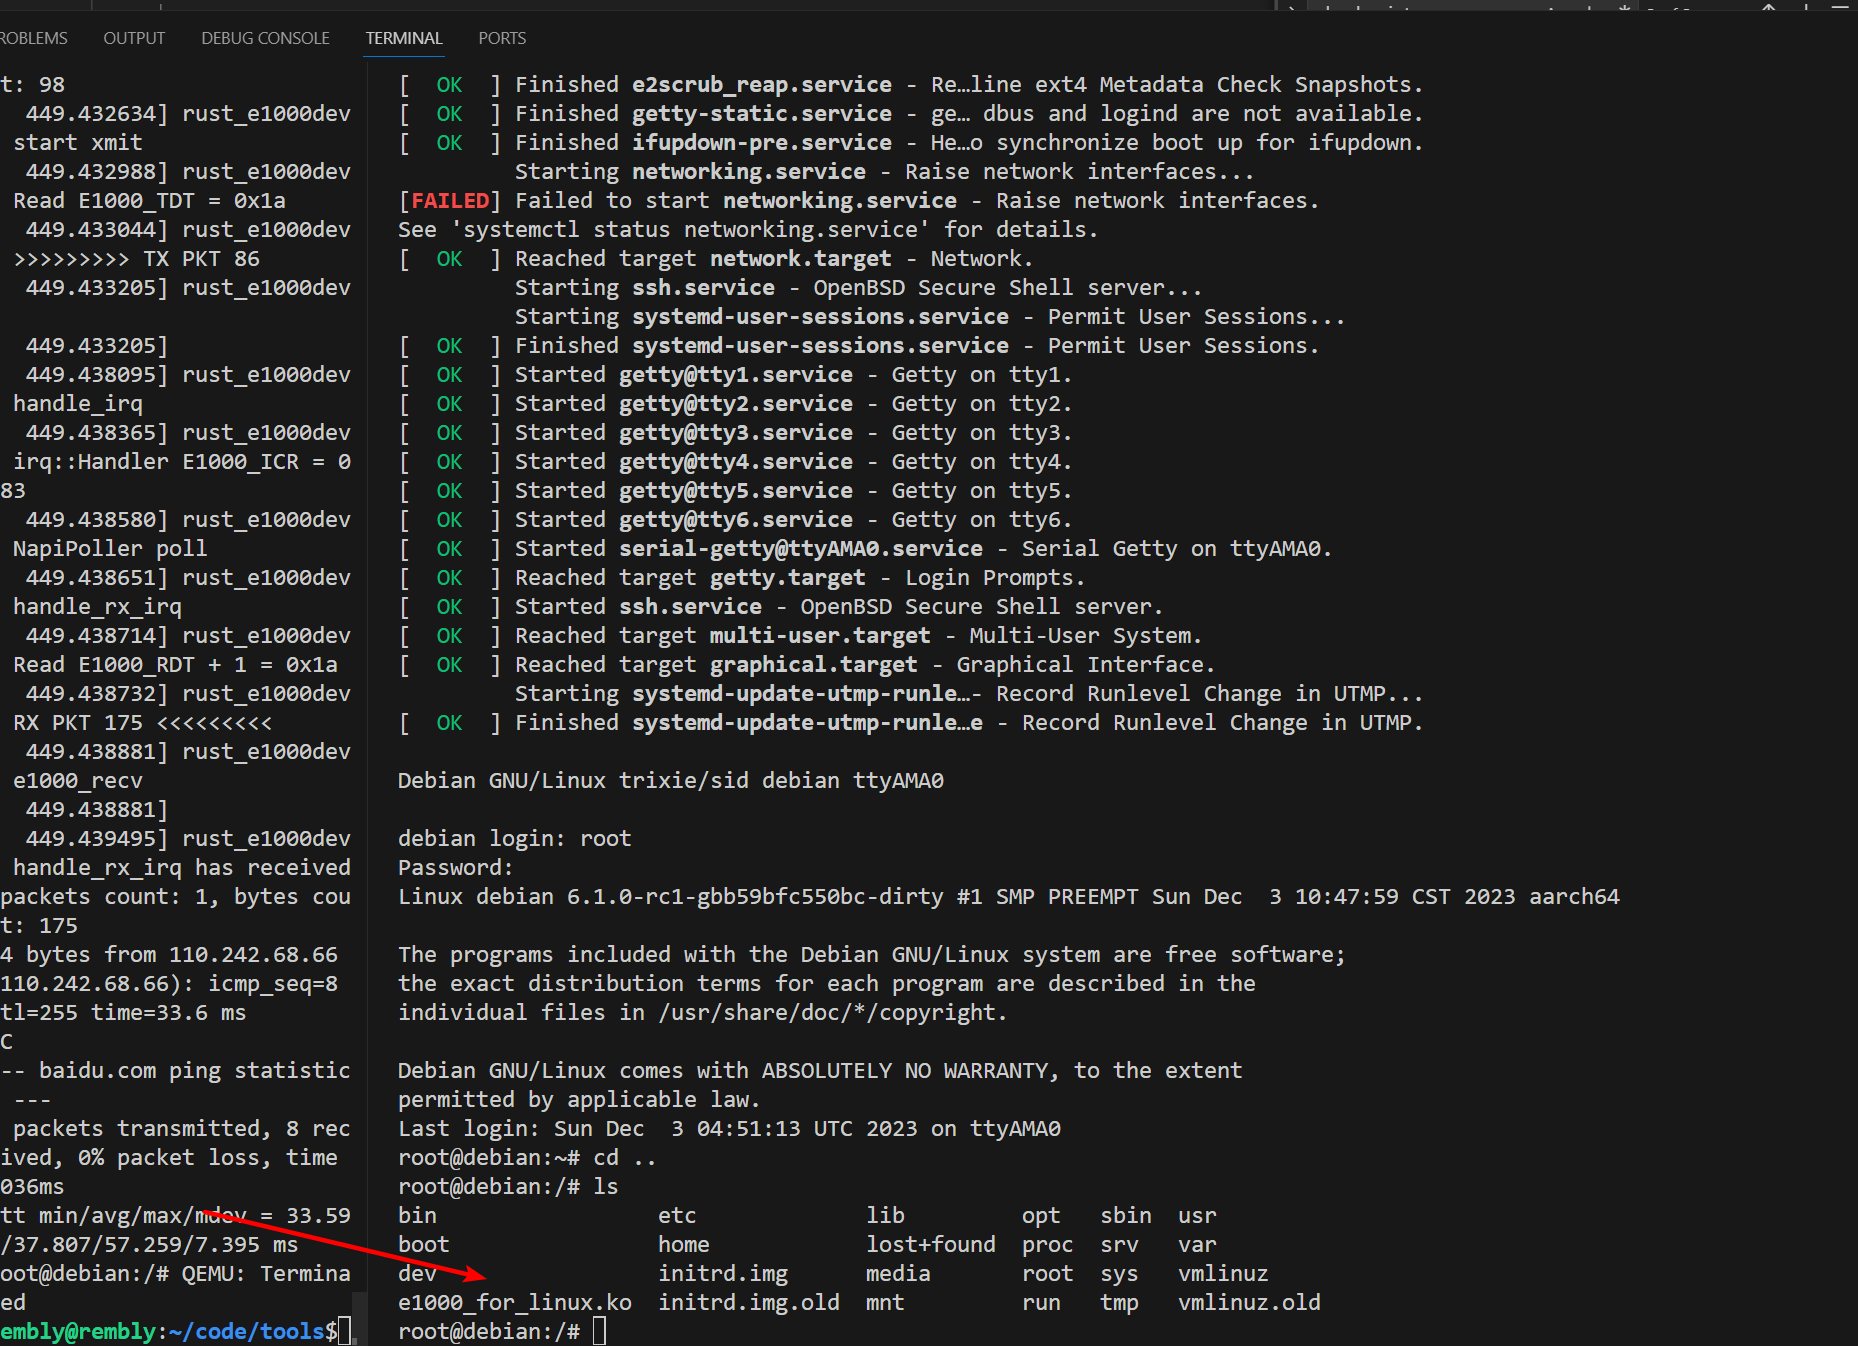 ROBLEMS OUTPUT DEBUG CONSOLE TERMINAL PORTS
t: 98
449.432634] rust_e1000dev
start xmit
449.432988] rust_e1000dev
Read E1000_TDT = 0x1a
449.433044] rust_e1000dev
>>>>>>>>> TX PKT 86
449.433205] rust_e1000dev
449.433205]
449.438095] rust_e1000dev
handle_irq
449.438365] rust_e1000dev
irq::Handler E1000_ICR = 0
83
449.438580] rust_e1000dev
NapiPoller poll
449.438651] rust_e1000dev
handle_rx_irq
449.438714] rust_e1000dev
Read E1000_RDT + 1 = 0x1a
449.438732] rust_e1000dev
RX PKT 175 <<<<<<<<<
449.438881] rust_e1000dev
e1000_recv
449.438881]
449.439495] rust_e1000dev
handle_rx_irq has received
packets count: 1, bytes cou
t: 175
4 bytes from 110.242.68.66
110.242.68.66): icmp_seq=8
tl=255 time=33.6 ms
C
-- baidu.com ping statistic
---
packets transmitted, 8 rec
ived, 0% packet loss, time
036ms
tt min/avg/max/mdev = 33.59
/37.807/57.259/7.395 ms
oot@debian:/# QEMU: Termina
ed
embly@rembly:~/code/tools$
[  OK  ] Finished e2scrub_reap.service - Re…line ext4 Metadata Check Snapshots.
[  OK  ] Finished getty-static.service - ge… dbus and logind are not available.
[  OK  ] Finished ifupdown-pre.service - He…o synchronize boot up for ifupdown.
Starting networking.service - Raise network interfaces...
[FAILED] Failed to start networking.service - Raise network interfaces.
See 'systemctl status networking.service' for details.
[  OK  ] Reached target network.target - Network.
Starting ssh.service - OpenBSD Secure Shell server...
Starting systemd-user-sessions.service - Permit User Sessions...
[  OK  ] Finished systemd-user-sessions.service - Permit User Sessions.
[  OK  ] Started getty@tty1.service - Getty on tty1.
[  OK  ] Started getty@tty2.service - Getty on tty2.
[  OK  ] Started getty@tty3.service - Getty on tty3.
[  OK  ] Started getty@tty4.service - Getty on tty4.
[  OK  ] Started getty@tty5.service - Getty on tty5.
[  OK  ] Started getty@tty6.service - Getty on tty6.
[  OK  ] Started serial-getty@ttyAMA0.service - Serial Getty on ttyAMA0.
[  OK  ] Reached target getty.target - Login Prompts.
[  OK  ] Started ssh.service - OpenBSD Secure Shell server.
[  OK  ] Reached target multi-user.target - Multi-User System.
[  OK  ] Reached target graphical.target - Graphical Interface.
Starting systemd-update-utmp-runle…- Record Runlevel Change in UTMP...
[  OK  ] Finished systemd-update-utmp-runle…e - Record Runlevel Change in UTMP.
Debian GNU/Linux trixie/sid debian ttyAMA0
debian login: root
Password:
Linux debian 6.1.0-rc1-gbb59bfc550bc-dirty #1 SMP PREEMPT Sun Dec  3 10:47:59 CST 2023 aarch64
The programs included with the Debian GNU/Linux system are free software;
the exact distribution terms for each program are described in the
individual files in /usr/share/doc/*/copyright.
Debian GNU/Linux comes with ABSOLUTELY NO WARRANTY, to the extent
permitted by applicable law.
Last login: Sun Dec  3 04:51:13 UTC 2023 on ttyAMA0
root@debian:~# cd ..
root@debian:/# ls
bin etc lib opt sbin usr
boot home lost+found proc srv var
dev initrd.img media root sys vmlinuz
e1000_for_linux.ko initrd.img.old mnt run tmp vmlinuz.old
root@debian:/#